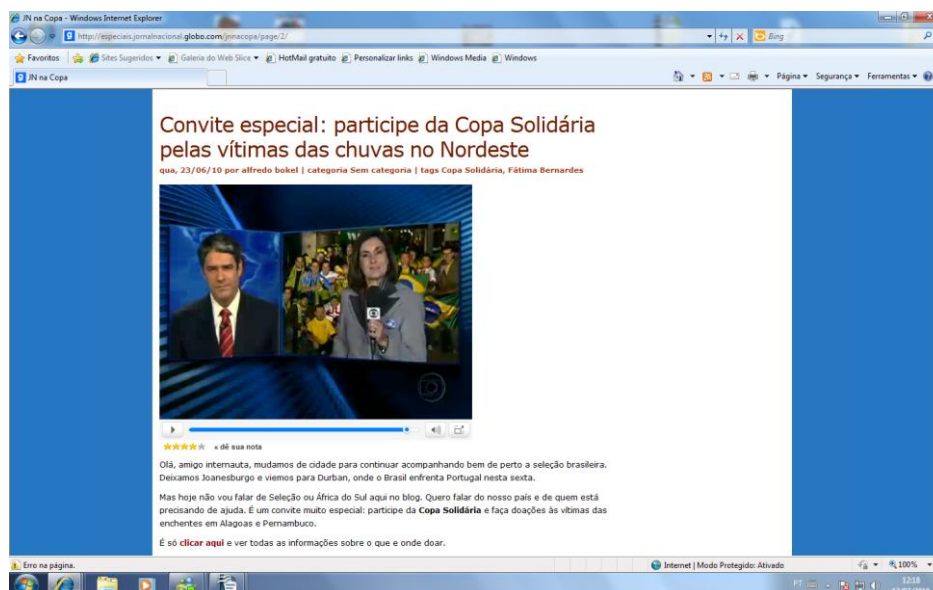 JN na Copa - Windows Internet Explorer
http://especiais.jornalnacional.globo.com/jnnacopa/page/2/
Bing
Favoritos Sites Sugeridos Galeria do Web Slice HotMail gratuito Personalizar links Windows Media Windows
JN na Copa
Página Segurança Ferramentas
Convite especial: participe da Copa Solidária
pelas vítimas das chuvas no Nordeste
qua, 23/06/10 por alfredo bokel | categoria Sem categoria | tags Copa Solidária, Fátima Bernardes
« dê sua nota
Olá, amigo internauta, mudamos de cidade para continuar acompanhando bem de perto a seleção brasileira.
Deixamos Joanesburgo e viemos para Durban, onde o Brasil enfrenta Portugal nesta sexta.
Mas hoje não vou falar de Seleção ou África do Sul aqui no blog. Quero falar do nosso país e de quem está
precisando de ajuda. É um convite muito especial: participe da Copa Solidária e faça doações às vítimas das
enchentes em Alagoas e Pernambuco.
É só clicar aqui e ver todas as informações sobre o que e onde doar.
Erro na página.
Internet | Modo Protegido: Ativado
100%
PT
12:18